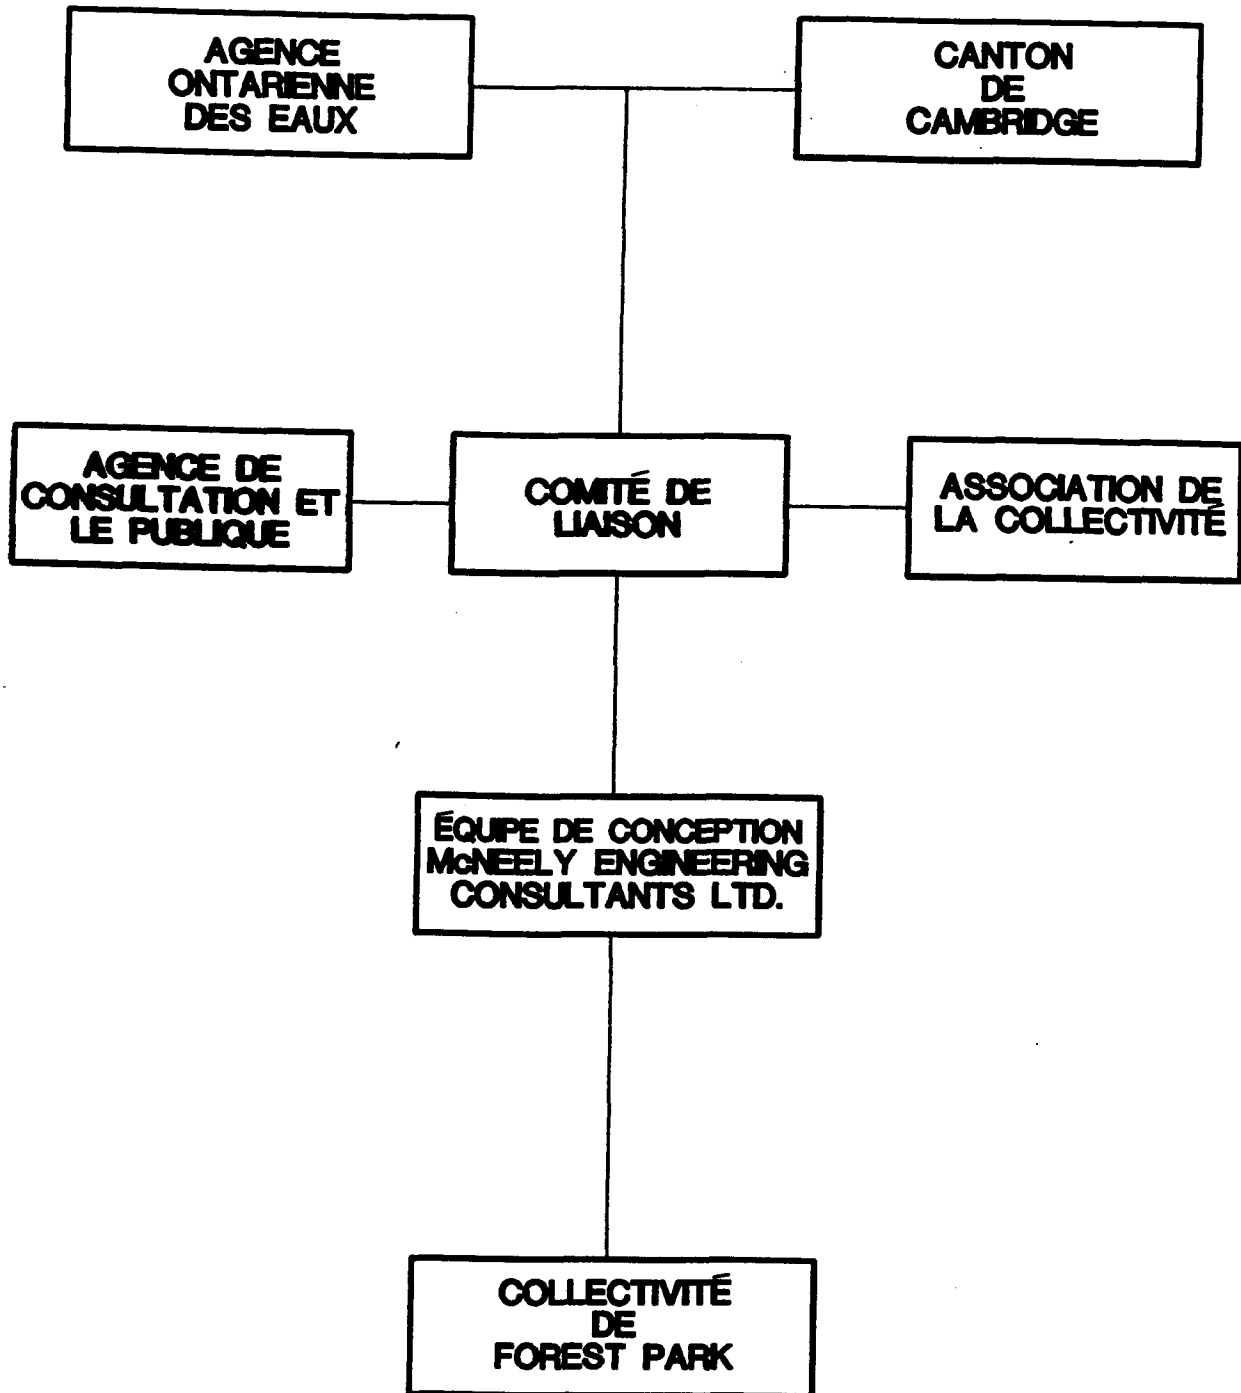 AGENCE
ONTARIENNE
DES EAUX
CANTON
DE
CAMBRIDGE
AGENCE DE
CONSULTATION ET
LE PUBLIQUE
COMITÉ DE
LIAISON
ASSOCIATION DE
LA COLLECTIVITÉ
ÉQUIPE DE CONCEPTION
McNEELY ENGINEERING
CONSULTANTS LTD.
COLLECTIVITÉ
DE
FOREST PARK